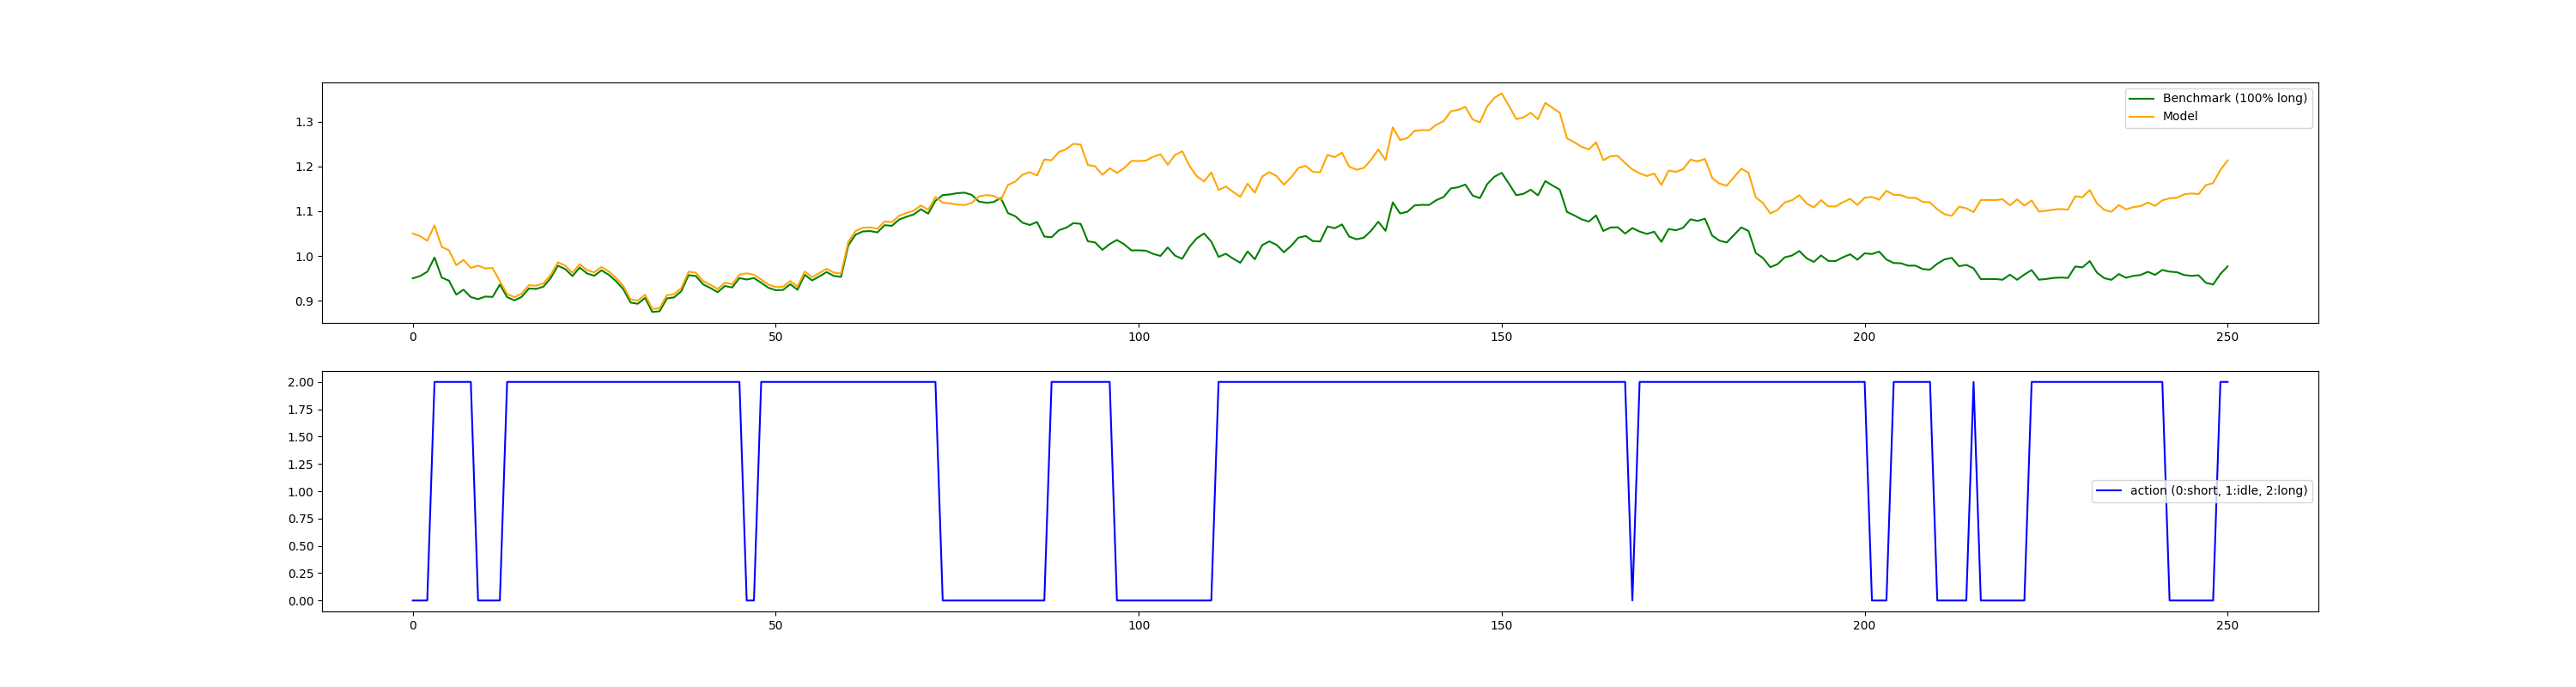 Benchmark (100% long)
Model
1.3
1.2
1.1
1.0
0.9
0 50 100 150 200 250
2.00
1.75
1.50
1.25
1.00
action (0:short, 1:idle, 2:long)
0.75
0.50
0.25
0.00
0 50 100 150 200 250